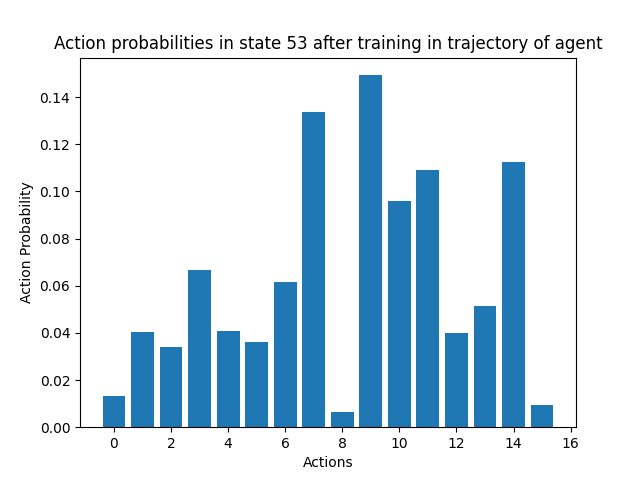 Action probabilities in state 53 after training in trajectory of agent
0.14
0.12
0.10
0.08
0.06
0.04
0.02
0.00
Action Probability
0 2 4 6 8 10 12 14 16
Actions